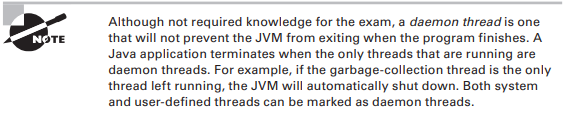 NOTE
Although not required knowledge for the exam, a daemon thread is one
that will not prevent the JVM from exiting when the program finishes. A
Java application terminates when the only threads that are running are
daemon threads. For example, if the garbage-collection thread is the only
thread left running, the JVM will automatically shut down. Both system
and user-defined threads can be marked as daemon threads.